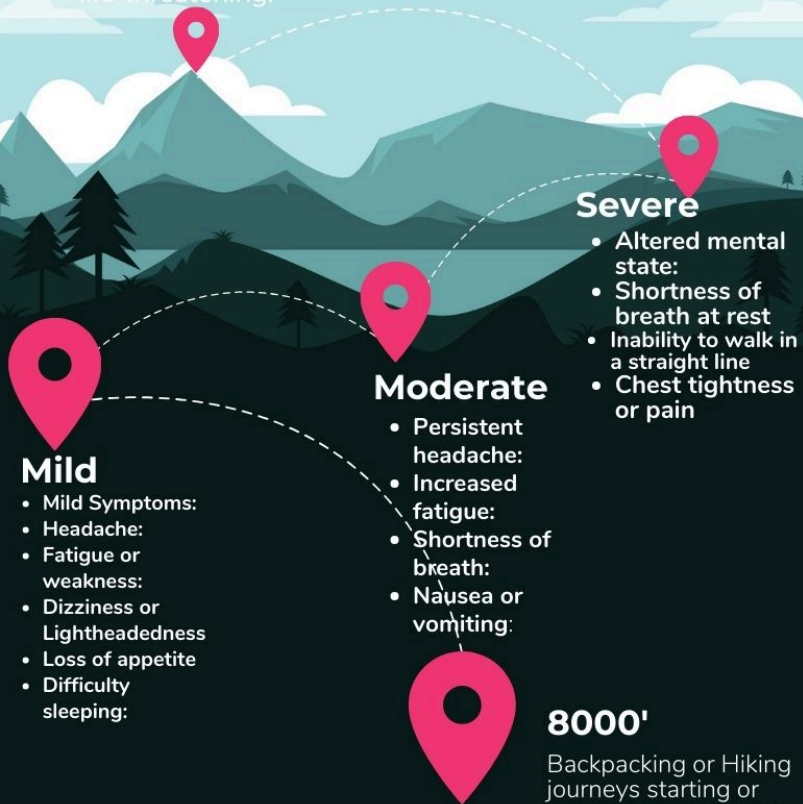 life threatening.
Severe
• Altered mental
state:
• Shortness of
breath at rest
• Inability to walk in
a straight line
• Chest tightness
or pain
Moderate
• Persistent
headache:
• Increased
fatigue:
• Shortness of
breath:
• Nausea or
vomiting:
Mild
• Mild Symptoms:
• Headache:
• Fatigue or
weakness:
• Dizziness or
Lightheadedness
• Loss of appetite
• Difficulty
sleeping:
8000'
Backpacking or Hiking
journeys starting or